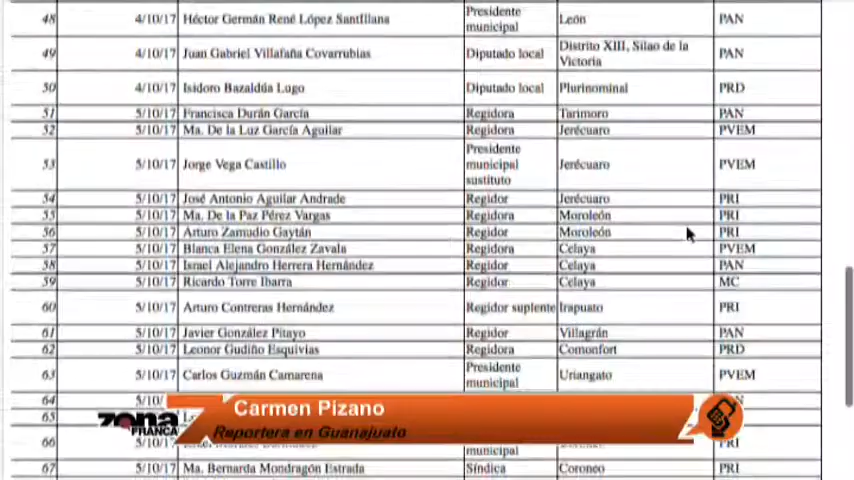 48 4/10/17 Héctor Germán René López Santillana Presidente municipal León PAN
49 4/10/17 Juan Gabriel Villafaña Covarrubias Diputado local Distrito XIII, Silao de la Victoria PAN
50 4/10/17 Isidoro Bazaldúa Lugo Diputado local Plurinominal PRD
51 5/10/17 Francisca Durán García Regidora Tarimoro PAN
52 5/10/17 Ma. De la Luz García Aguilar Regidora Jerécuaro PVEM
53 5/10/17 Jorge Vega Castillo Presidente municipal sustituto Jerécuaro PVEM
54 5/10/17 José Antonio Aguilar Andrade Regidor Jerécuaro PRI
55 5/10/17 Ma. De la Paz Pérez Vargas Regidora Moroleón PRI
56 5/10/17 Arturo Zamudio Gaytán Regidor Moroleón PRI
57 5/10/17 Blanca Elena González Zavala Regidora Celaya PVEM
58 5/10/17 Israel Alejandro Herrera Hernández Regidor Celaya PAN
59 5/10/17 Ricardo Torre Ibarra Regidor Celaya MC
60 5/10/17 Arturo Contreras Hernández Regidor suplente Irapuato PRI
61 5/10/17 Javier González Pitayo Regidor Villagrán PAN
62 5/10/17 Leonor Gudiño Esquivias Regidora Comonfort PRD
63 5/10/17 Carlos Guzmán Camarena Presidente municipal Uriangato PVEM
64 5/10/
65
66 5/10/17 municipal PRI
67 5/10/17 Ma. Bernarda Mondragón Estrada Síndica Coroneo PRI
zona FRANCA
Carmen Pizano
Reportera en Guanajuato